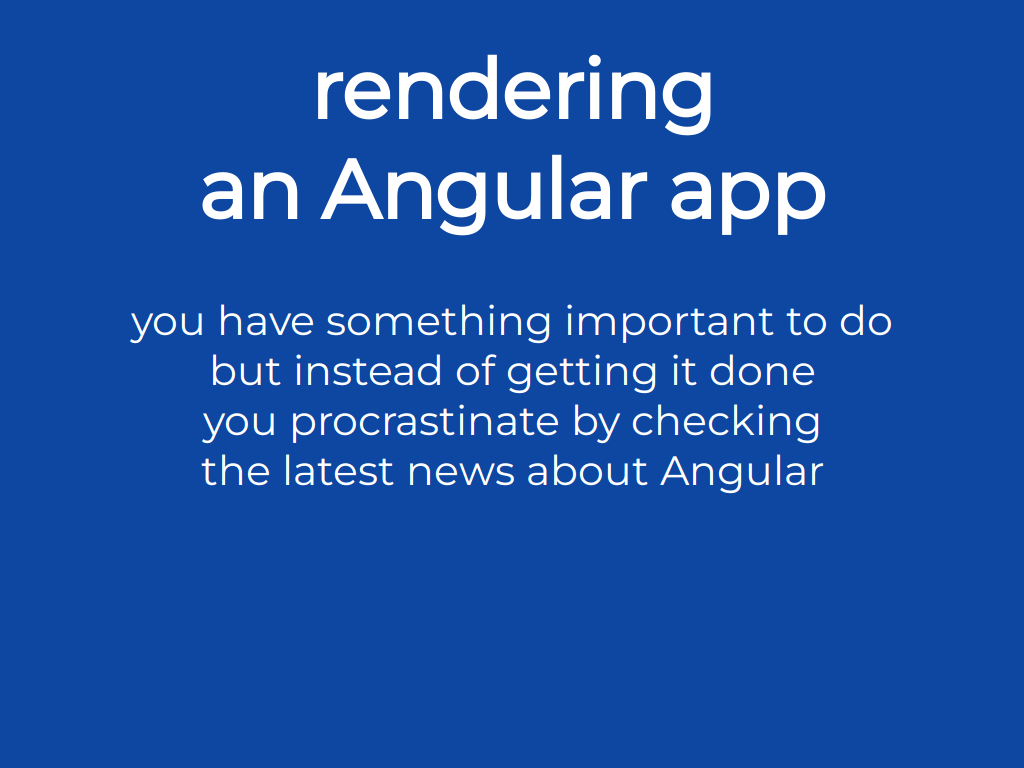 rendering
an Angular app
you have something important to do
but instead of getting it done
you procrastinate by checking
the latest news about Angular